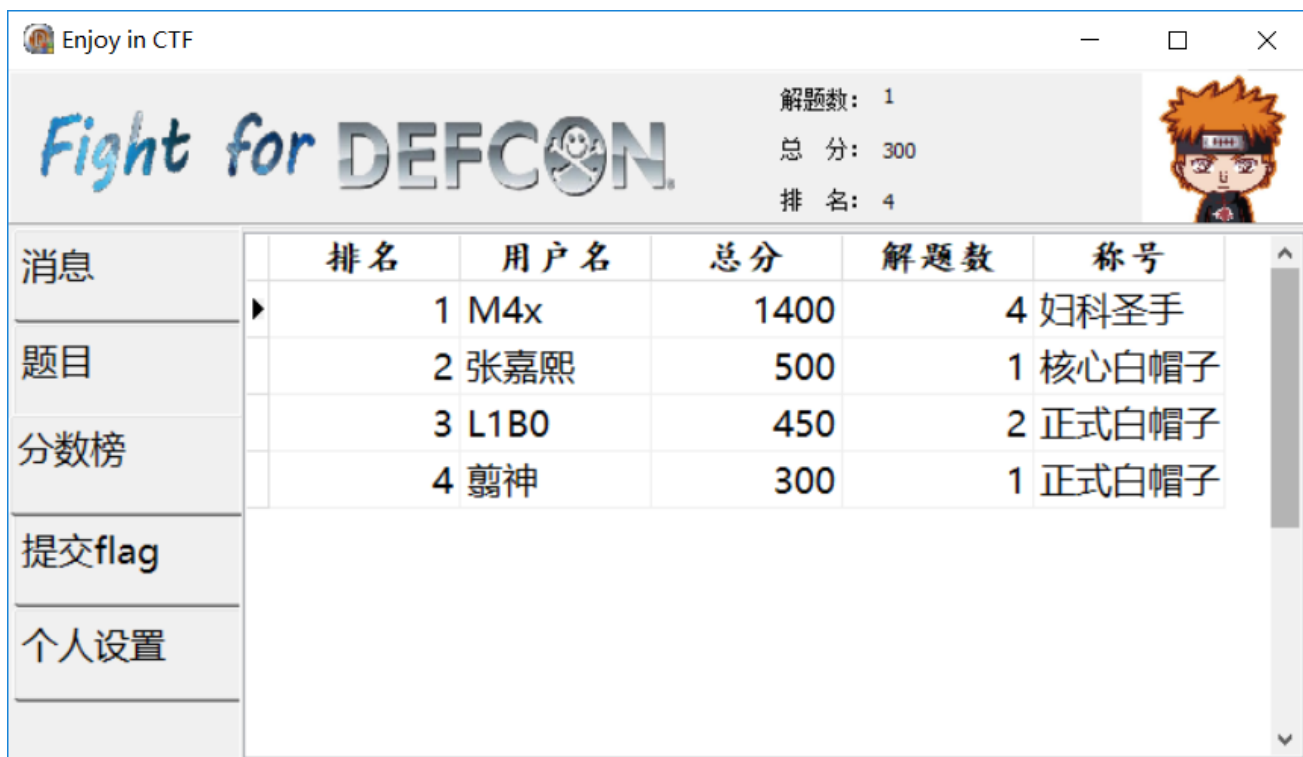 Enjoy in CTF
Fight for DEFCON
解题数： 1
总 分： 300
排 名： 4
消息
题目
分数榜
提交flag
个人设置
排名 用户名 总分 解题数 称号
1 M4x 1400 4 妇科圣手
2 张嘉熙 500 1 核心白帽子
3 L1B0 450 2 正式白帽子
4 翦神 300 1 正式白帽子